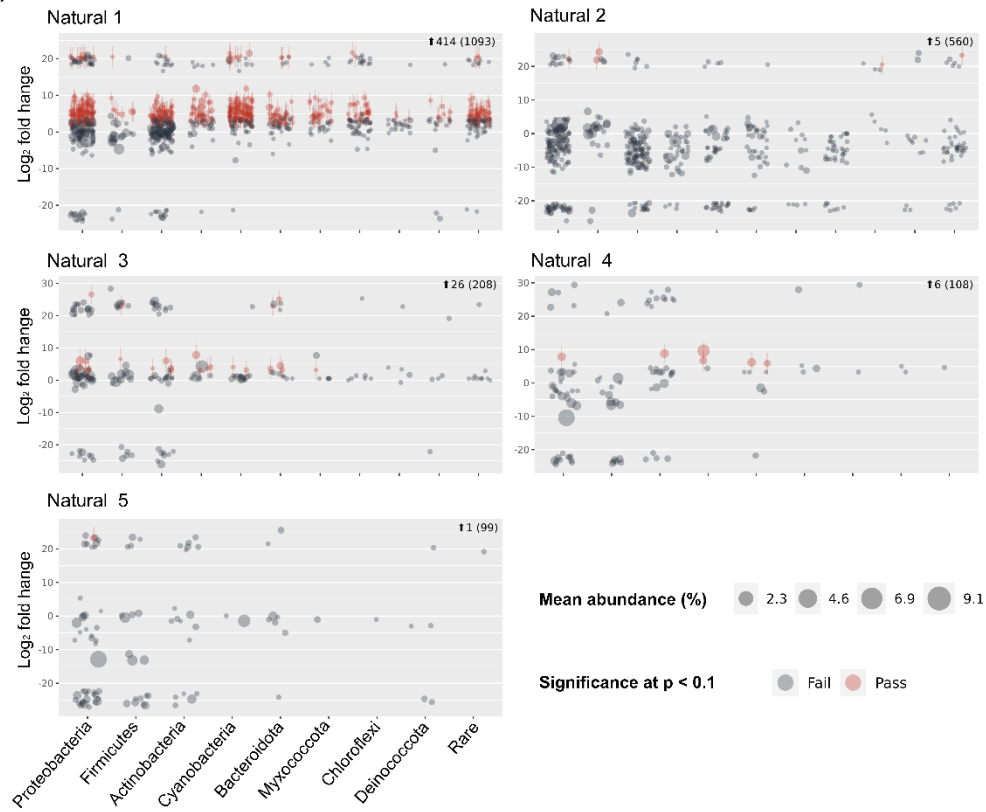 Natural 1
Natural 2
⬆414 (1093)
⬆5 (560)
Log₂ fold change
20
10
0
-10
-20
20
10
0
-10
-20
Natural 3
Natural 4
⬆26 (208)
⬆6 (108)
Log₂ fold change
30
20
10
0
-10
-20
30
20
10
0
-10
-20
Natural 5
⬆1 (99)
Log₂ fold change
20
10
0
-10
-20
Proteobacteria
Firmicutes
Actinobacteria
Cyanobacteria
Bacteroidota
Myxococcota
Chloroflexi
Deinococcota
Rare
Mean abundance (%)
2.3
4.6
6.9
9.1
Significance at p < 0.1
Fail
Pass